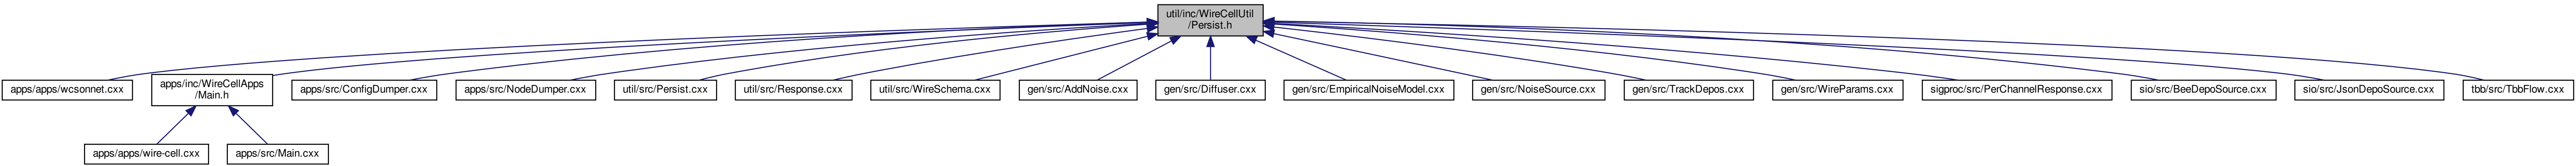 util/inc/WireCellUtil
/Persist.h
apps/apps/wcsonnet.cxx
apps/inc/WireCellApps
/Main.h
apps/src/ConfigDumper.cxx
apps/src/NodeDumper.cxx
util/src/Persist.cxx
util/src/Response.cxx
util/src/WireSchema.cxx
gen/src/AddNoise.cxx
gen/src/Diffuser.cxx
gen/src/EmpiricalNoiseModel.cxx
gen/src/NoiseSource.cxx
gen/src/TrackDepos.cxx
gen/src/WireParams.cxx
sigproc/src/PerChannelResponse.cxx
sio/src/BeeDepoSource.cxx
sio/src/JsonDepoSource.cxx
tbb/src/TbbFlow.cxx
apps/apps/wire-cell.cxx
apps/src/Main.cxx